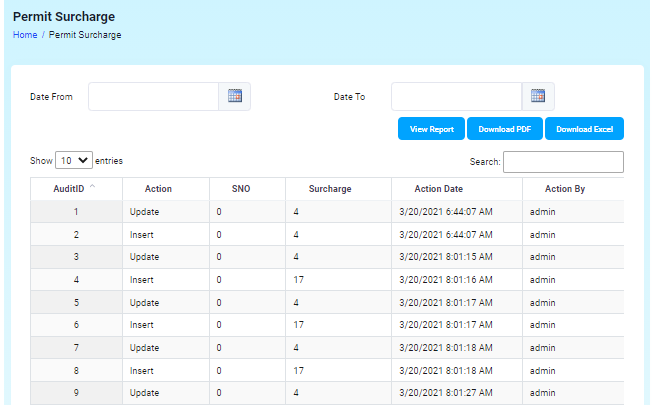 Permit Surcharge
Home / Permit Surcharge
Date From Date To
View Report Download PDF Download Excel
Show 10 entries Search:
AuditID Action SNO Surcharge Action Date Action By
1 Update 0 4 3/20/2021 6:44:07 AM admin
2 Insert 0 4 3/20/2021 6:44:07 AM admin
3 Update 0 4 3/20/2021 8:01:15 AM admin
4 Insert 0 17 3/20/2021 8:01:16 AM admin
5 Update 0 4 3/20/2021 8:01:17 AM admin
6 Insert 0 17 3/20/2021 8:01:17 AM admin
7 Update 0 4 3/20/2021 8:01:18 AM admin
8 Insert 0 17 3/20/2021 8:01:18 AM admin
9 Update 0 4 3/20/2021 8:01:27 AM admin